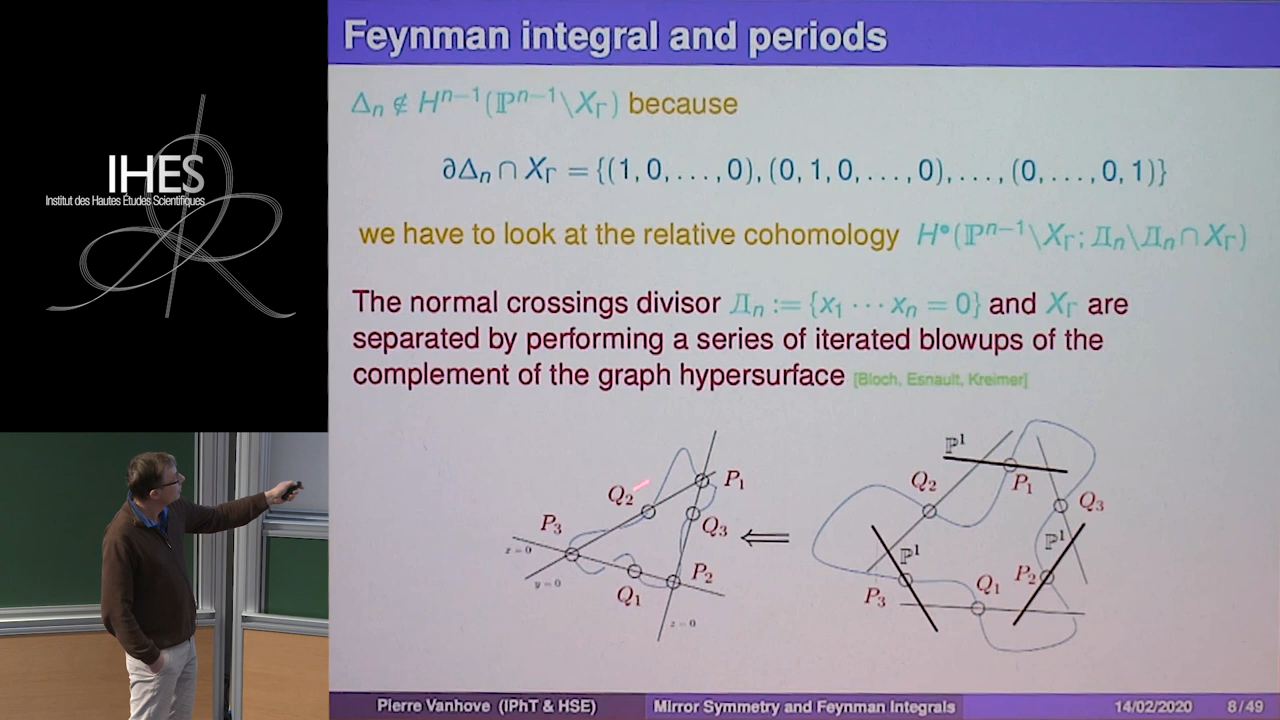 Feynman integral and periods
Δn ∉ H^{n−1}(ℙ^{n−1}\X_Γ) because
∂Δn ∩ X_Γ = {(1, 0, . . . , 0), (0, 1, 0, . . . , 0), . . . , (0, . . . , 0, 1)}
we have to look at the relative cohomology H^•(ℙ^{n−1}\X_Γ; Д_n\Д_n ∩ X_Γ)
The normal crossings divisor Д_n := {x_1 ⋯ x_n = 0} and X_Γ are
separated by performing a series of iterated blowups of the
complement of the graph hypersurface [Bloch, Esnault, Kreimer]
IHES
Institut des Hautes Études Scientifiques
P_1
Q_2
Q_3
P_3
x=0
y=0
Q_1
P_2
z=0
⟸
ℙ^1
Q_2
P_1
Q_3
ℙ^1
ℙ^1
P_3
Q_1
P_2
Pierre Vanhove (IPhT & HSE)
Mirror Symmetry and Feynman Integrals
14/02/2020
8 / 49